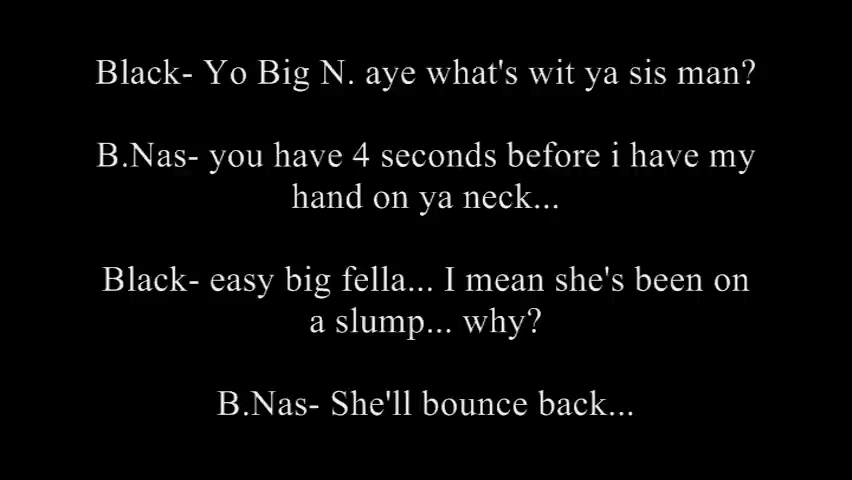 Black- Yo Big N. aye what's wit ya sis man?
B.Nas- you have 4 seconds before i have my
hand on ya neck...
Black- easy big fella... I mean she's been on
a slump... why?
B.Nas- She'll bounce back...